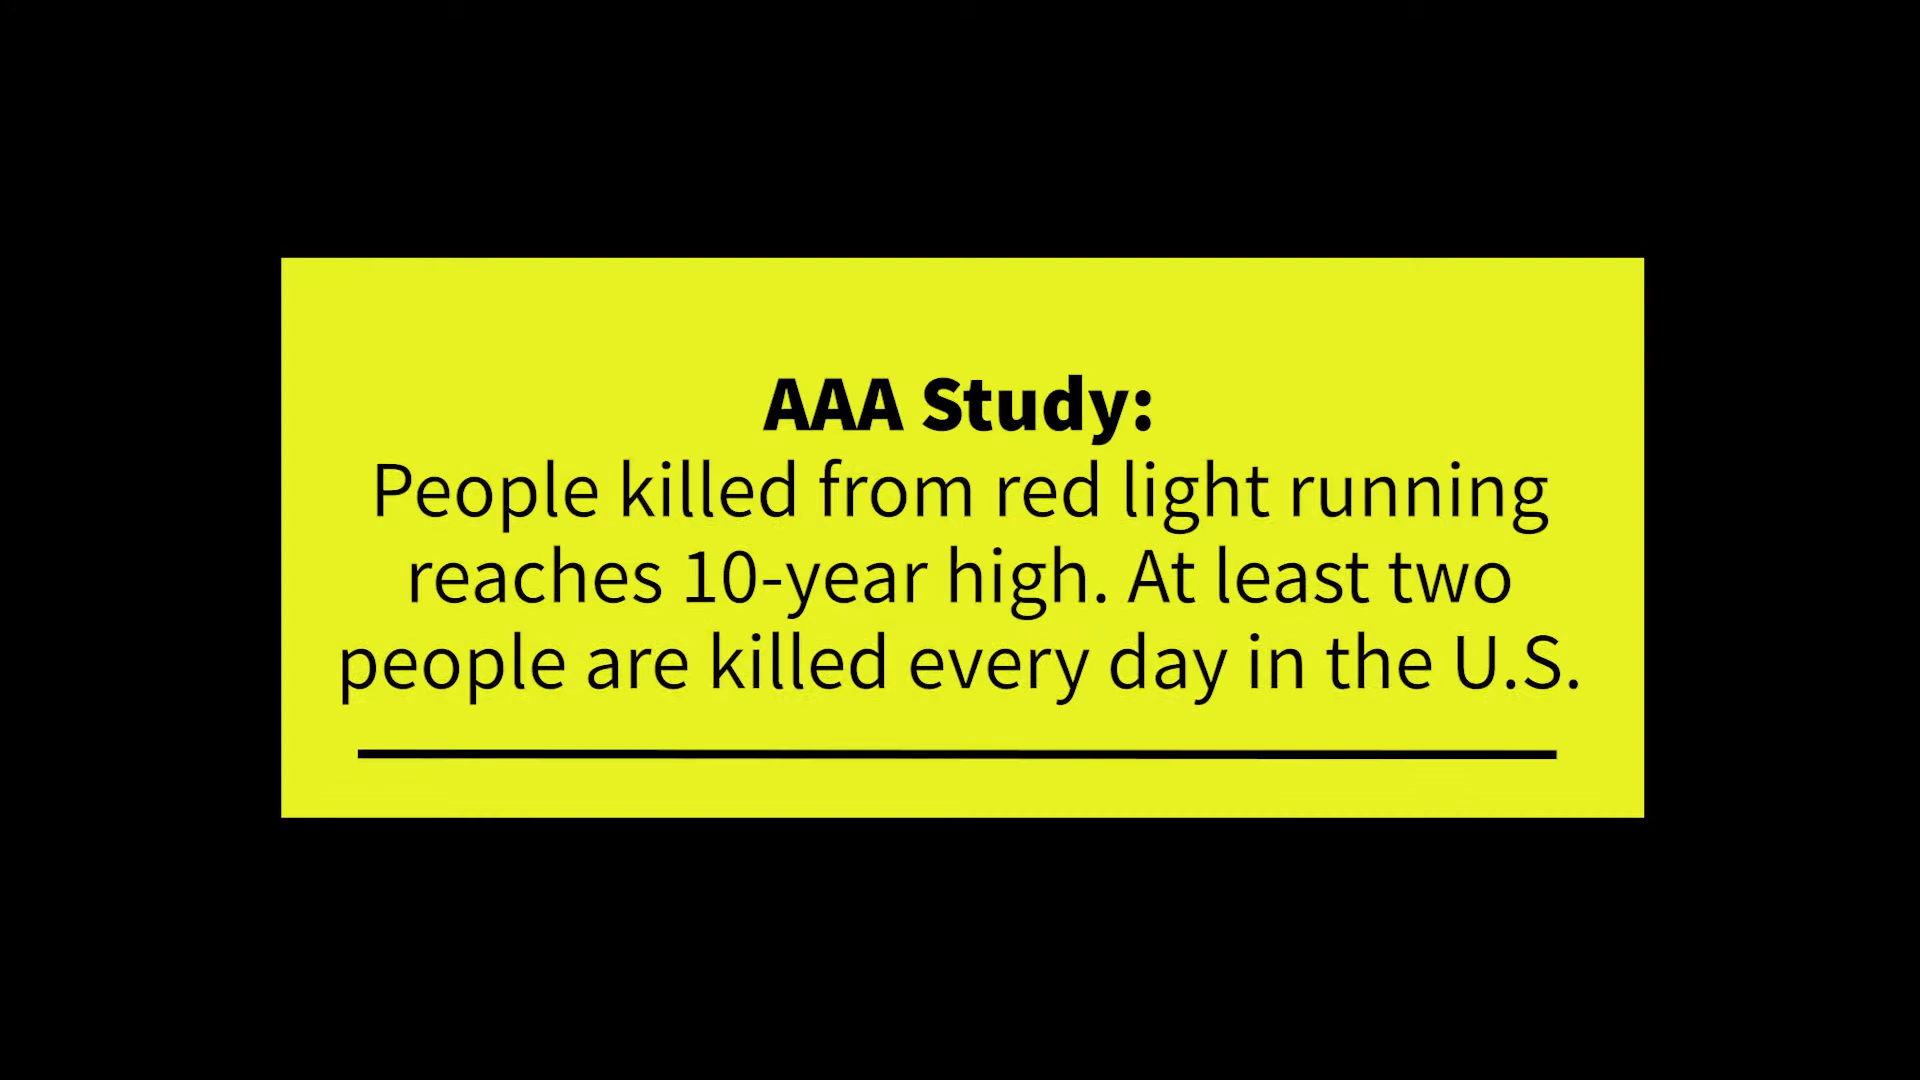 AAA Study:
People killed from red light running
reaches 10-year high. At least two
people are killed every day in the U.S.